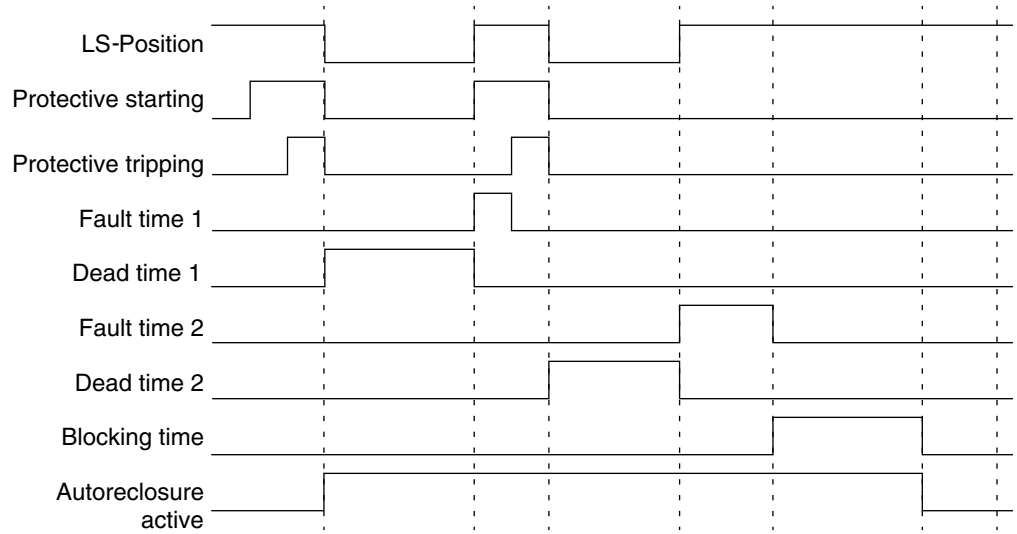 LS-Position
Protective starting
Protective tripping
Fault time 1
Dead time 1
Fault time 2
Dead time 2
Blocking time
Autoreclosure
active